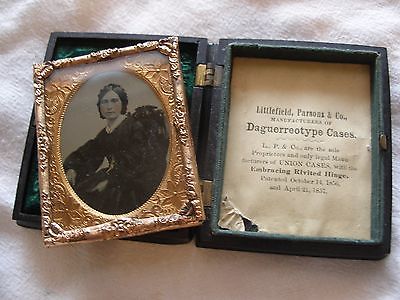 Littlefield, Parsons & Co.,
MANUFACTURERS OF
Daguerreotype Cases.
L., P. & Co., are the sole
Proprietors and only legal Manu
facturers of UNION CASES, with the
Embracing Riveted Hinge.
Patented October 14, 1856,
and April 21, 1857.